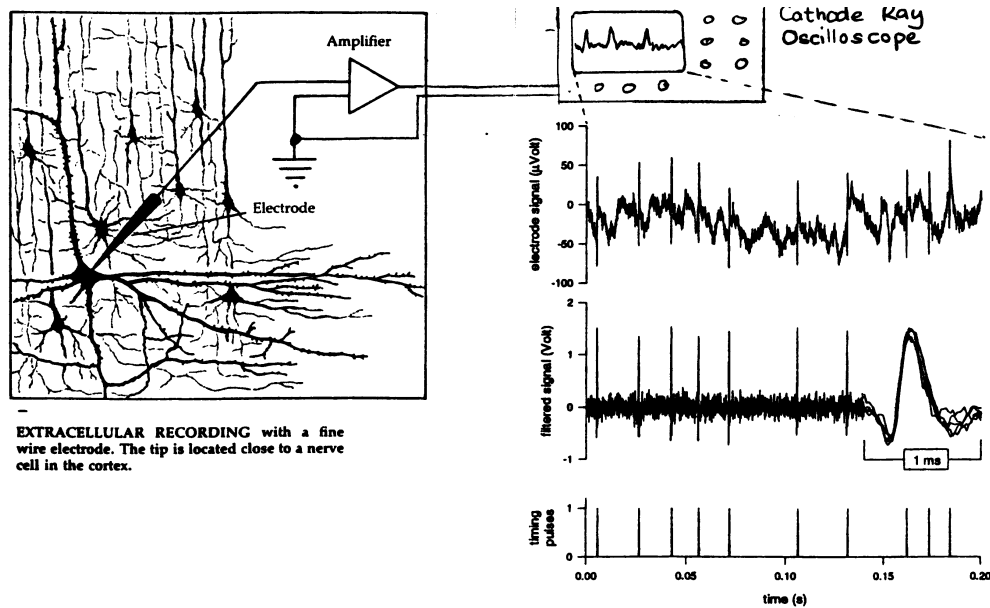 Amplifier
Electrode
EXTRACELLULAR RECORDING with a fine
wire electrode. The tip is located close to a nerve
cell in the cortex.
Cathode Ray
Oscilloscope
electrode signal (µVolt)
100
50
0
-50
-100
filtered signal (Volt)
2
1
0
-1
1 ms
timing
pulses
1
0
0.00
0.05
0.10
0.15
0.20
time (s)